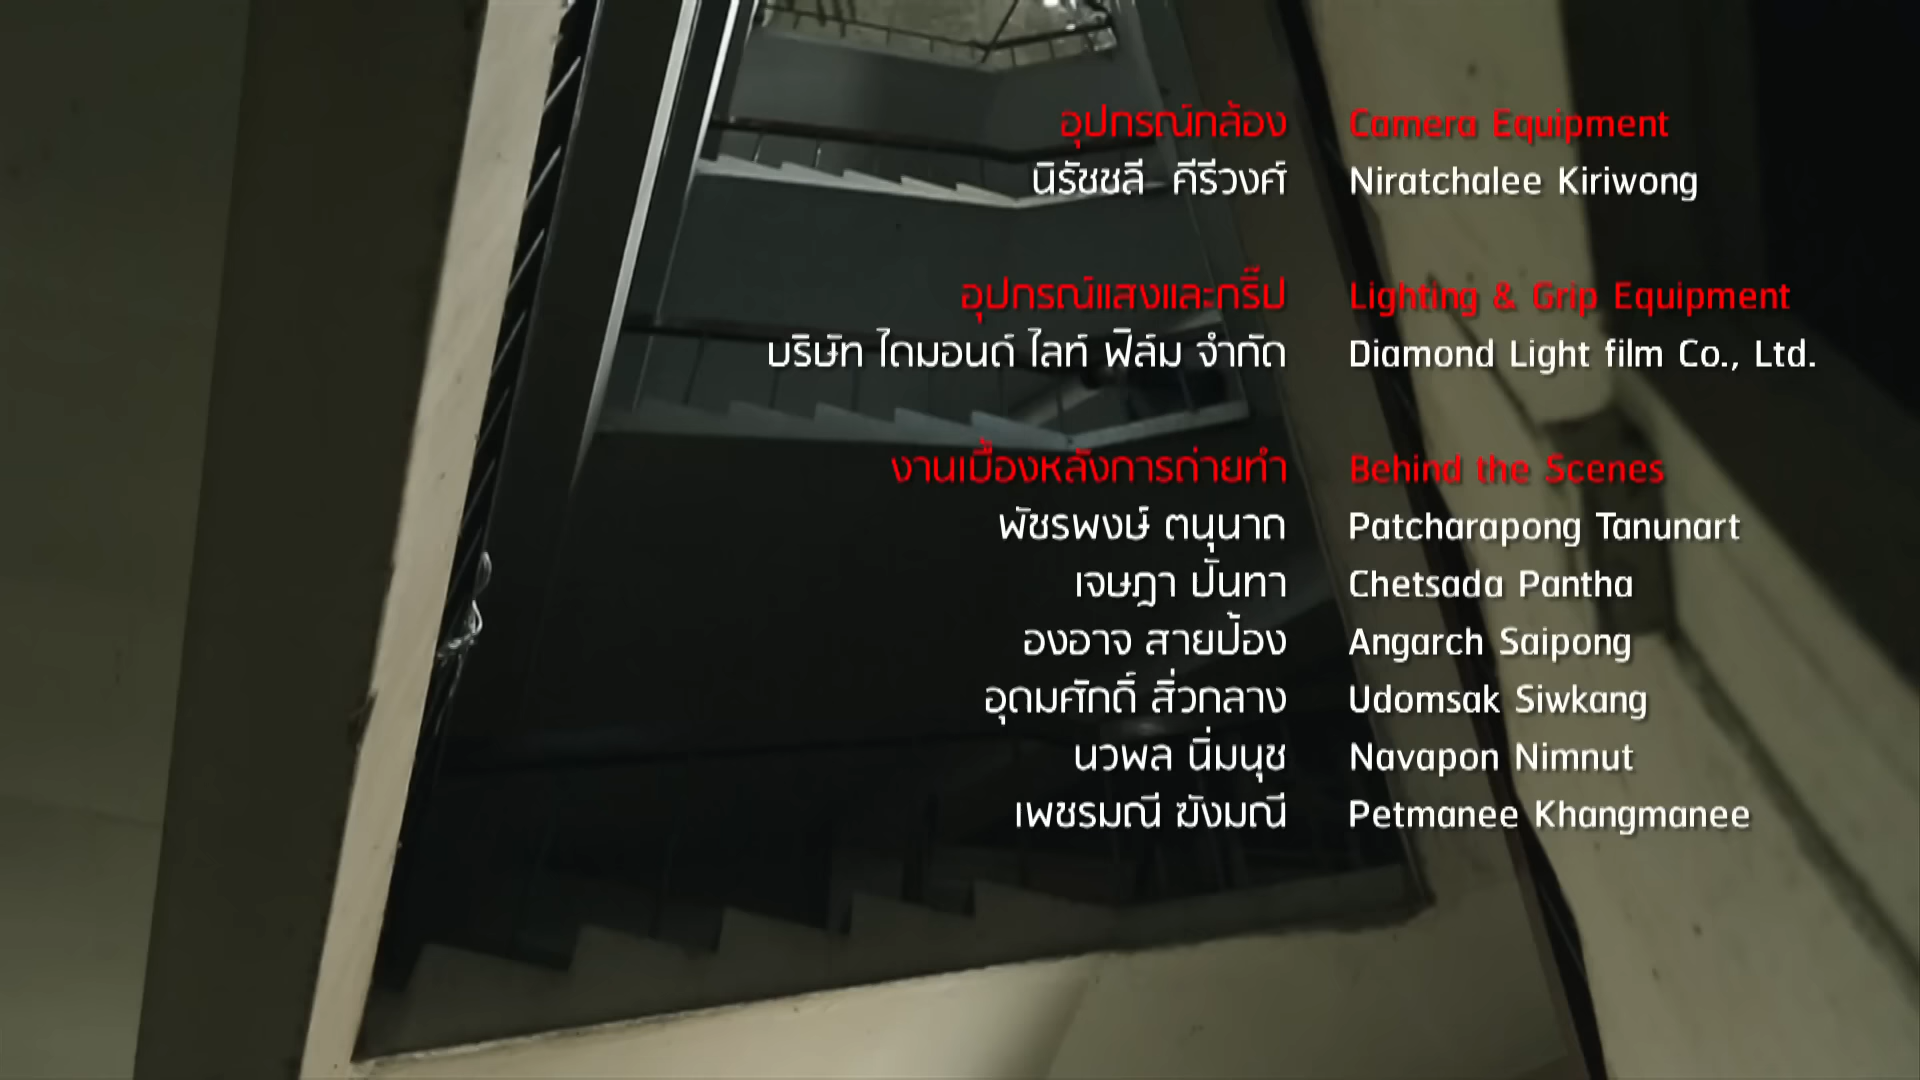 อุปกรณ์กล้อง Camera Equipment
นิรัชชลี คีรีวงศ์ Niratchalee Kiriwong
อุปกรณ์แสงและกริ๊ป Lighting & Grip Equipment
บริษัท ไดมอนด์ ไลท์ ฟิล์ม จำกัด Diamond Light film Co., Ltd.
งานเบื้องหลังการถ่ายทำ Behind the Scenes
พัชรพงษ์ ตนุนาถ Patcharapong Tanunart
เจษฎา ปันทา Chetsada Pantha
องอาจ สายป้อง Angarch Saipong
อุดมศักดิ์ สิ่วกลาง Udomsak Siwkang
นวพล นิ่มนุช Navapon Nimnut
เพชรมณี ฆังมณี Petmanee Khangmanee